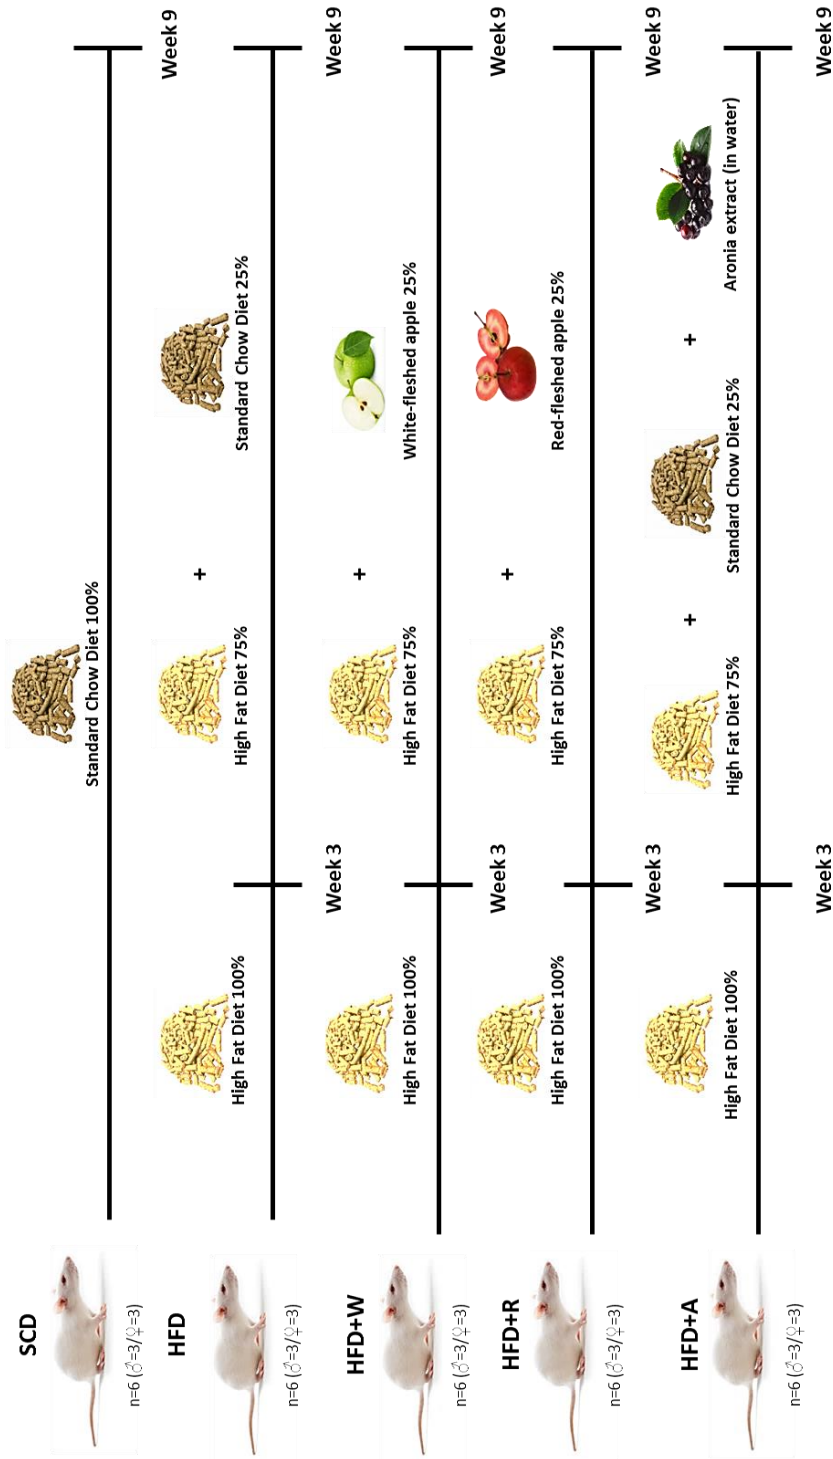 SCD
n=6 (♂=3/♀=3)
Standard Chow Diet 100%
Week 9
HFD
n=6 (♂=3/♀=3)
High Fat Diet 100%
High Fat Diet 75%
+
Standard Chow Diet 25%
Week 3
Week 9
HFD+W
n=6 (♂=3/♀=3)
High Fat Diet 100%
High Fat Diet 75%
+
White-fleshed apple 25%
Week 3
Week 9
HFD+R
n=6 (♂=3/♀=3)
High Fat Diet 100%
High Fat Diet 75%
+
Red-fleshed apple 25%
Week 3
Week 9
HFD+A
n=6 (♂=3/♀=3)
High Fat Diet 100%
High Fat Diet 75%
+
Standard Chow Diet 25%
+
Aronia extract (in water)
Week 3
Week 9